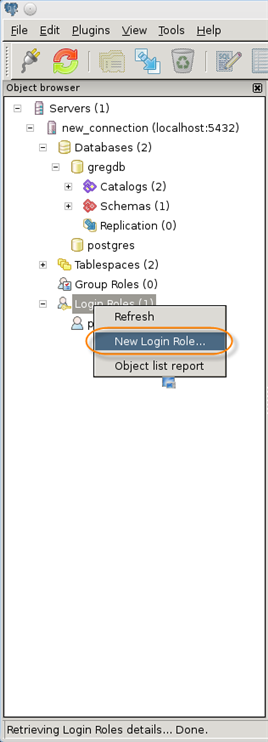 File Edit Plugins View Tools Help
Object browser
Servers (1)
new_connection (localhost:5432)
Databases (2)
gregdb
Catalogs (2)
Schemas (1)
Replication (0)
postgres
Tablespaces (2)
Group Roles (0)
Login Roles (1)
p
Refresh
New Login Role...
Object list report
Retrieving Login Roles details... Done.